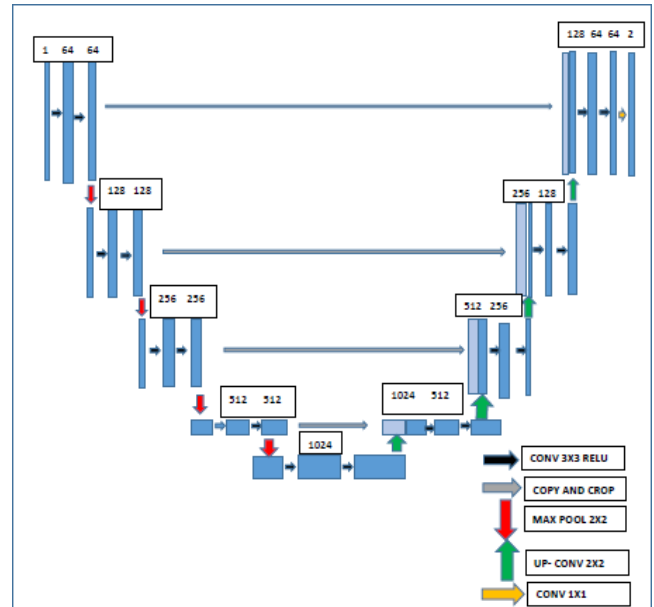 1 64 64
128 64 64 2
128 128
256 128
256 256
512 256
512 512
1024 512
1024
CONV 3X3 RELU
COPY AND CROP
MAX POOL 2X2
UP- CONV 2X2
CONV 1X1